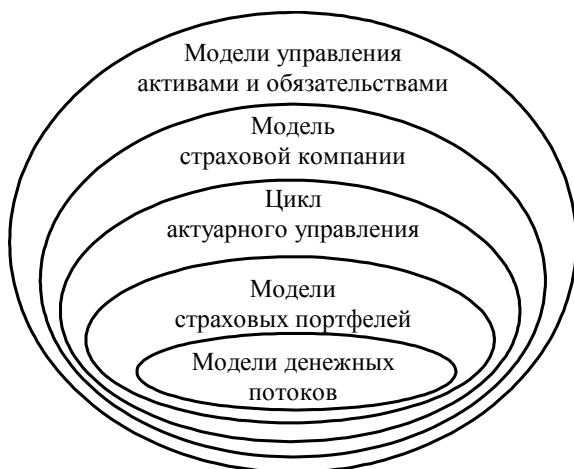 Модели управления
активами и обязательствами
Модель
страховой компании
Цикл
актуарного управления
Модели
страховых портфелей
Модели денежных
потоков